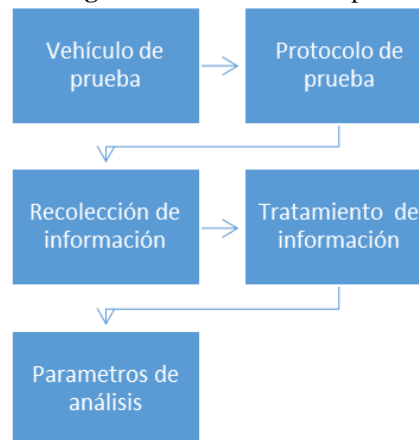 Vehículo de
prueba
Protocolo de
prueba
Recolección de
información
Tratamiento de
información
Parametros de
análisis